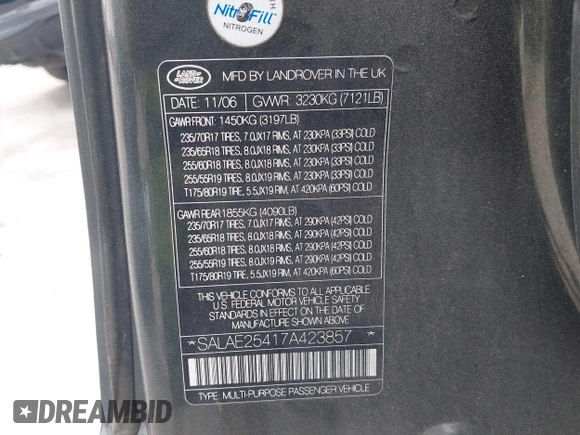 WITH
NitroFill
NITROGEN
LAND-
-ROVER
MFD BY LANDROVER IN THE UK
DATE: 11/06 GVWR: 3230KG (7121LB)
GAWR FRONT: 1450KG (3197LB)
235/70R17 TIRES, 7.0JX17 RIMS, AT 230KPA (33PSI) COLD
235/65R18 TIRES, 8.0JX18 RIMS, AT 230KPA (33PSI) COLD
255/60R18 TIRES, 8.0JX18 RIMS, AT 230KPA (33PSI) COLD
255/55R19 TIRES, 8.0JX19 RIMS, AT 230KPA (33PSI) COLD
T175/80R19 TIRE, 5.5JX19 RIM, AT 420KPA (60PSI) COLD
GAWR REAR: 1855KG (4090LB)
235/70R17 TIRES, 7.0JX17 RIMS, AT 290KPA (42PSI) COLD
235/65R18 TIRES, 8.0JX18 RIMS, AT 290KPA (42PSI) COLD
255/60R18 TIRES, 8.0JX18 RIMS, AT 290KPA (42PSI) COLD
255/55R19 TIRES, 8.0JX19 RIMS, AT 290KPA (42PSI) COLD
T175/80R19 TIRE, 5.5JX19 RIM, AT 420KPA (60PSI) COLD
THIS VEHICLE CONFORMS TO ALL APPLICABLE
U.S. FEDERAL MOTOR VEHICLE SAFETY
STANDARDS IN EFFECT ON THE DATE OF
MANUFACTURE SHOWN ABOVE.
*SALAE25417A423857 *
TYPE: MULTI-PURPOSE PASSENGER VEHICLE
DREAMBID